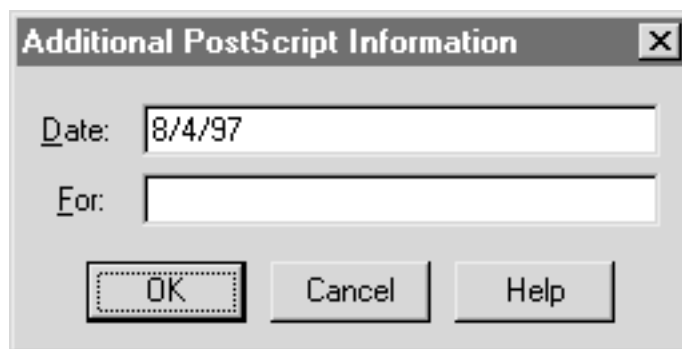 Additional PostScript Information
Date: 8/4/97
For:
OK Cancel Help